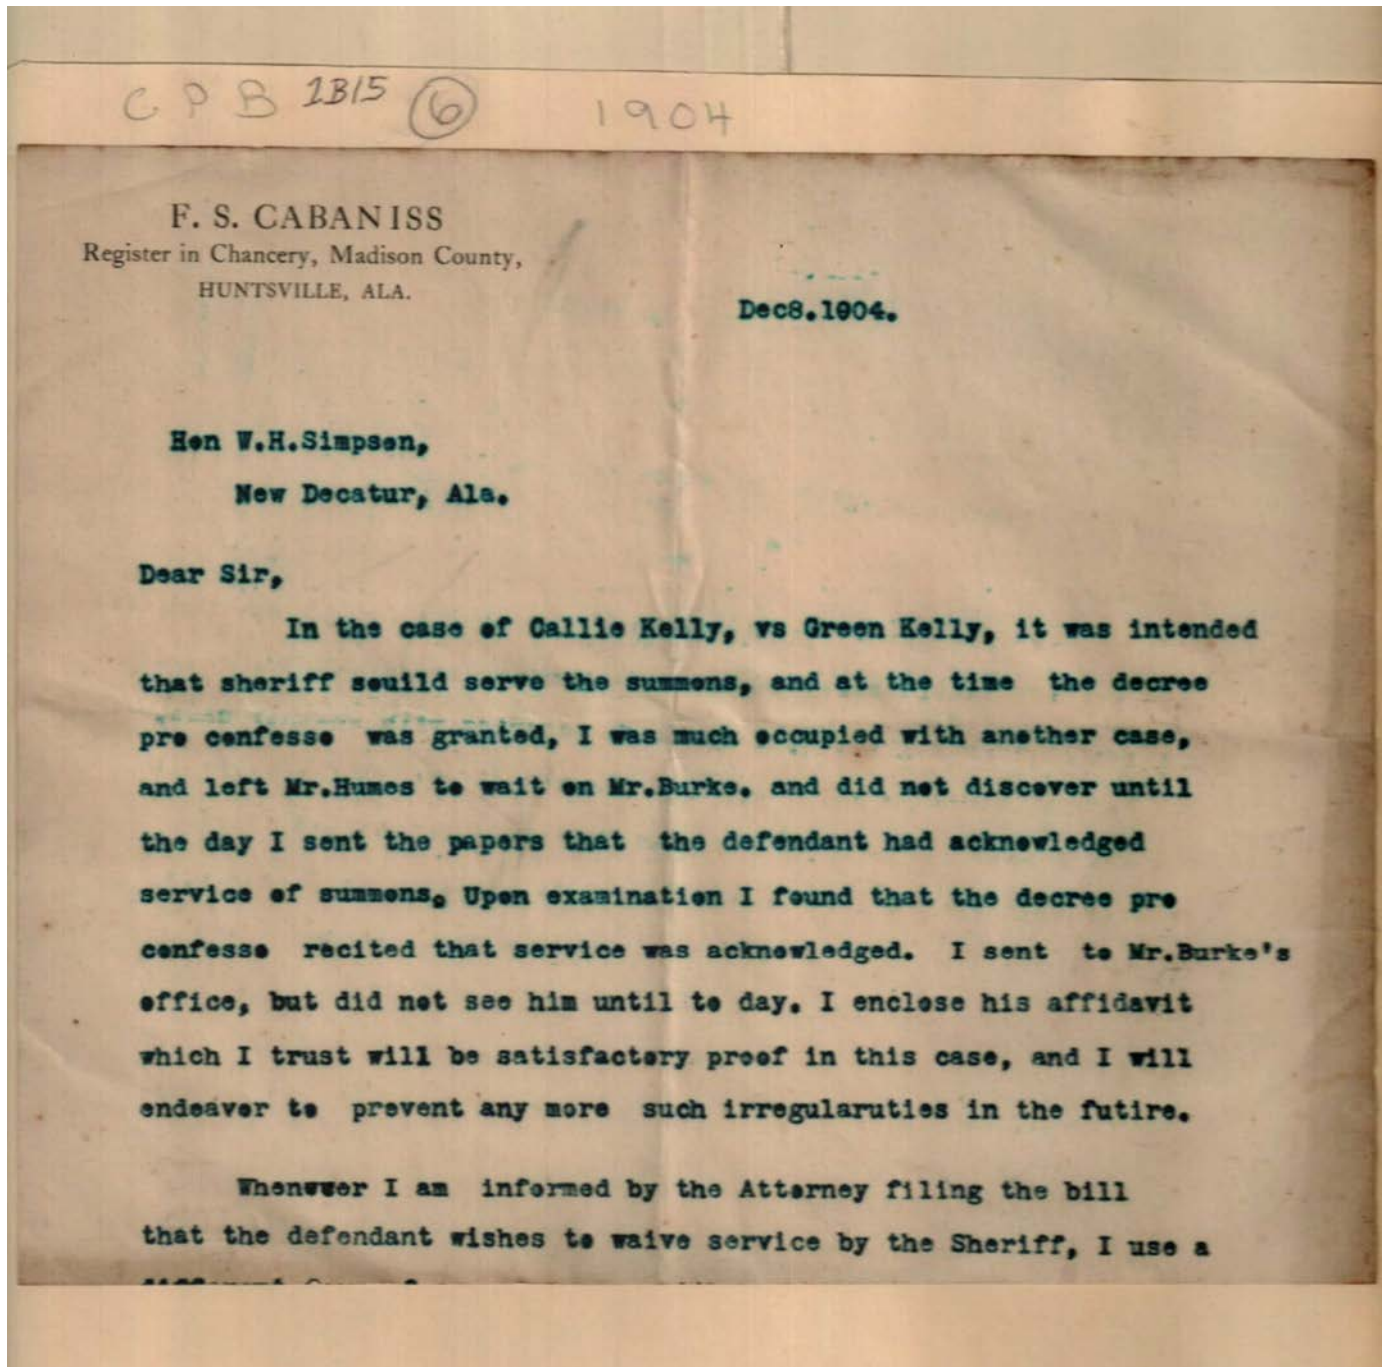 CPB 1B15 6 1904
F. S. CABANISS
Register in Chancery, Madison County,
HUNTSVILLE, ALA.
Dec8.1904.
Hon W.H.Simpson,
New Decatur, Ala.
Dear Sir,
In the case of Callie Kelly, vs Green Kelly, it was intended
that sheriff souild serve the summons, and at the time the decree
pro confesso was granted, I was much occupied with another case,
and left Mr.Humes to wait on Mr.Burke. and did not discover until
the day I sent the papers that the defendant had acknowledged
service of summons. Upon examination I found that the decree pro
confesso recited that service was acknowledged. I sent to Mr.Burke's
office, but did not see him until to day. I enclose his affidavit
which I trust will be satisfactory proof in this case, and I will
endeavor to prevent any more such irregularuties in the futire.
Whenever I am informed by the Attorney filing the bill
that the defendant wishes to waive service by the Sheriff, I use a